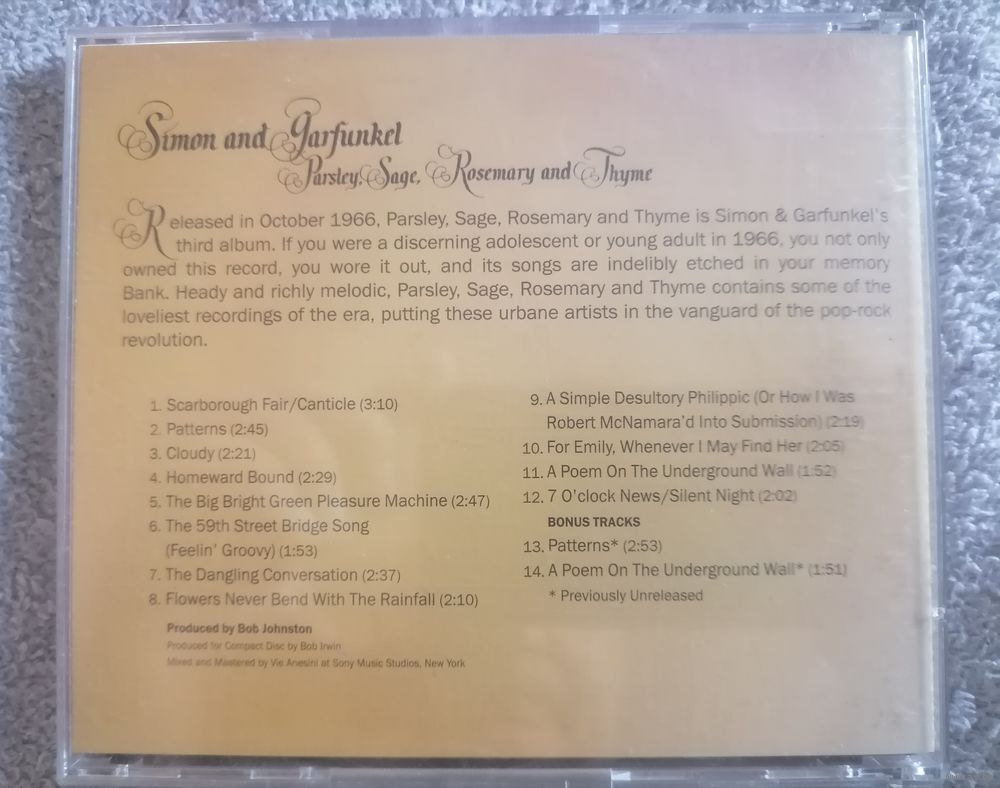 Simon and Garfunkel
Parsley, Sage, Rosemary and Thyme
Released in October 1966, Parsley, Sage, Rosemary and Thyme is Simon & Garfunkel's
third album. If you were a discerning adolescent or young adult in 1966, you not only
owned this record, you wore it out, and its songs are indelibly etched in your memory
Bank. Heady and richly melodic, Parsley, Sage, Rosemary and Thyme contains some of the
loveliest recordings of the era, putting these urbane artists in the vanguard of the pop-rock
revolution.
1. Scarborough Fair/Canticle (3:10)
2. Patterns (2:45)
3. Cloudy (2:21)
4. Homeward Bound (2:29)
5. The Big Bright Green Pleasure Machine (2:47)
6. The 59th Street Bridge Song
(Feelin' Groovy) (1:53)
7. The Dangling Conversation (2:37)
8. Flowers Never Bend With The Rainfall (2:10)
Produced by Bob Johnston
Produced for Compact Disc by Bob Irwin
Mixed and Mastered by Vic Anesini at Sony Music Studios, New York
9. A Simple Desultory Philippic (Or How I Was
Robert McNamara'd Into Submission) (2:19)
10. For Emily, Whenever I May Find Her (2:05)
11. A Poem On The Underground Wall (1:52)
12. 7 O'clock News/Silent Night (2:02)
BONUS TRACKS
13. Patterns* (2:53)
14. A Poem On The Underground Wall* (1:51)
* Previously Unreleased